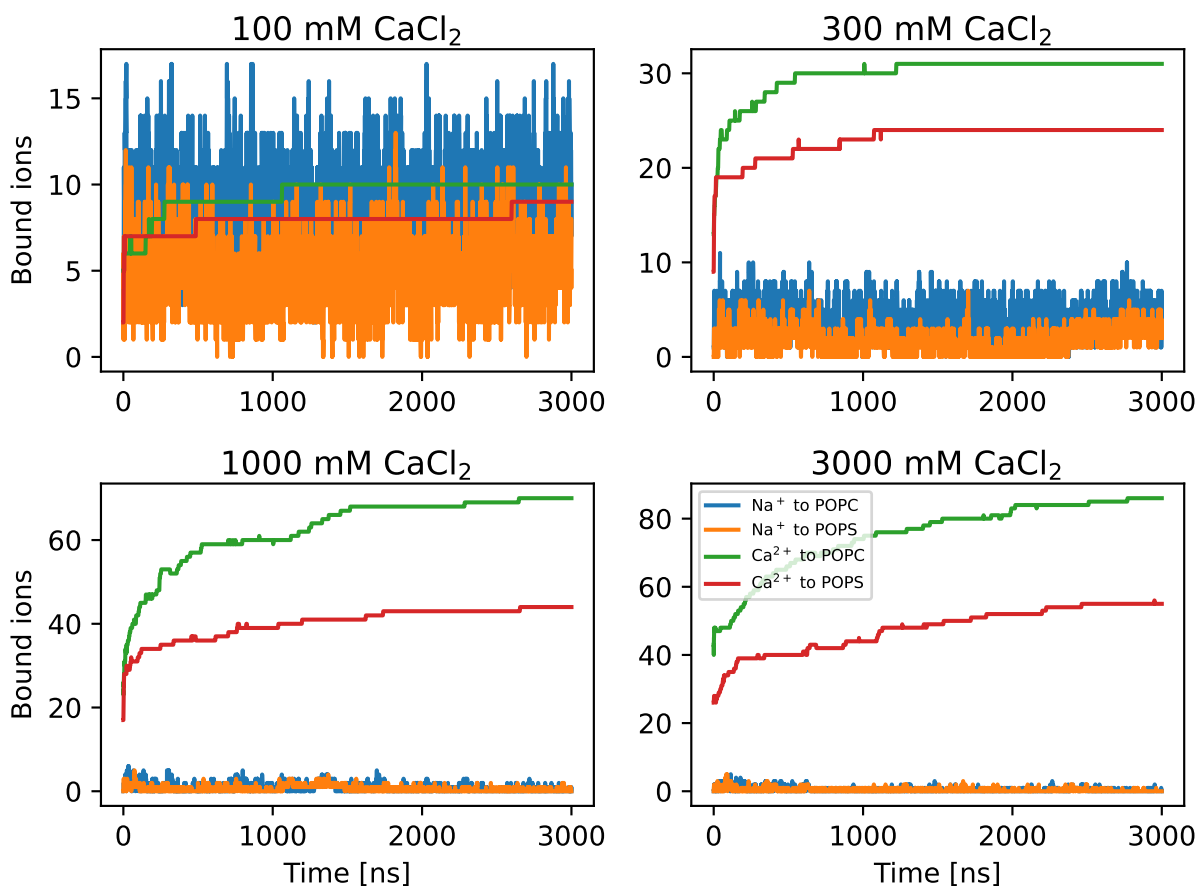 100 mM CaCl₂
300 mM CaCl₂
Bound ions
15
10
5
0
0 1000 2000 3000
30
20
10
0
0 1000 2000 3000
1000 mM CaCl₂
3000 mM CaCl₂
Bound ions
60
40
20
0
0 1000 2000 3000
Time [ns]
80
60
40
20
0
Na⁺ to POPC
Na⁺ to POPS
Ca²⁺ to POPC
Ca²⁺ to POPS
0 1000 2000 3000
Time [ns]